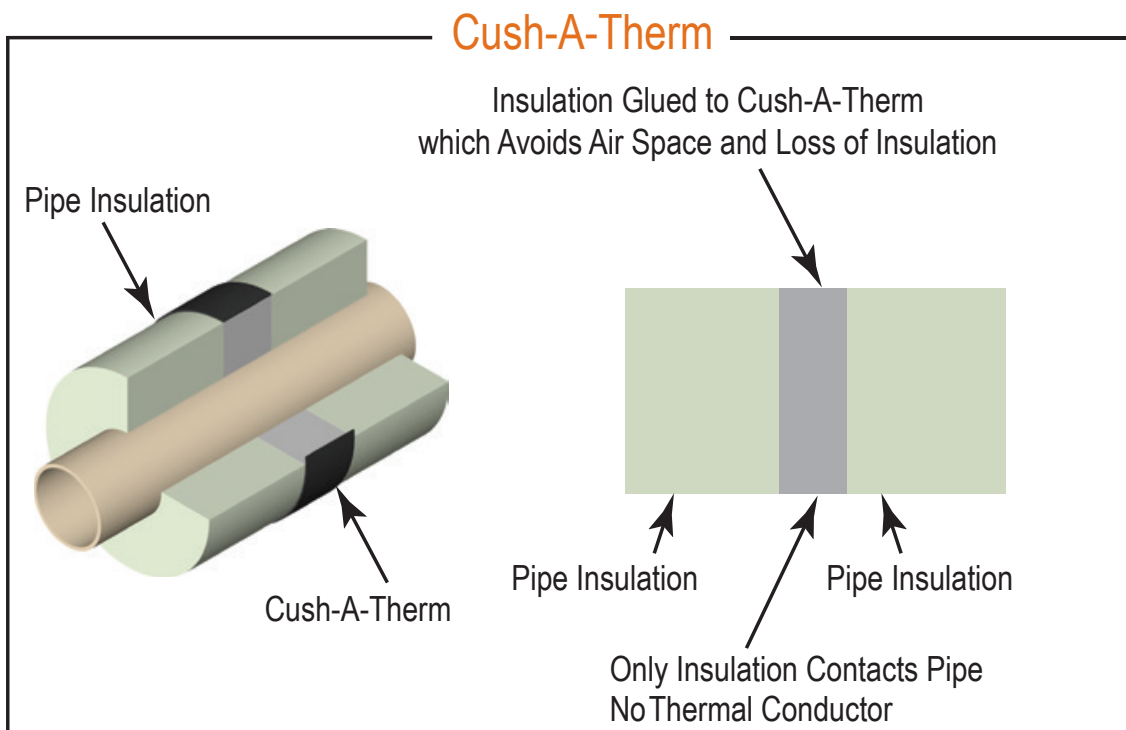 Cush-A-Therm
Insulation Glued to Cush-A-Therm
which Avoids Air Space and Loss of Insulation
Pipe Insulation
Pipe Insulation
Pipe Insulation
Cush-A-Therm
Only Insulation Contacts Pipe
No Thermal Conductor